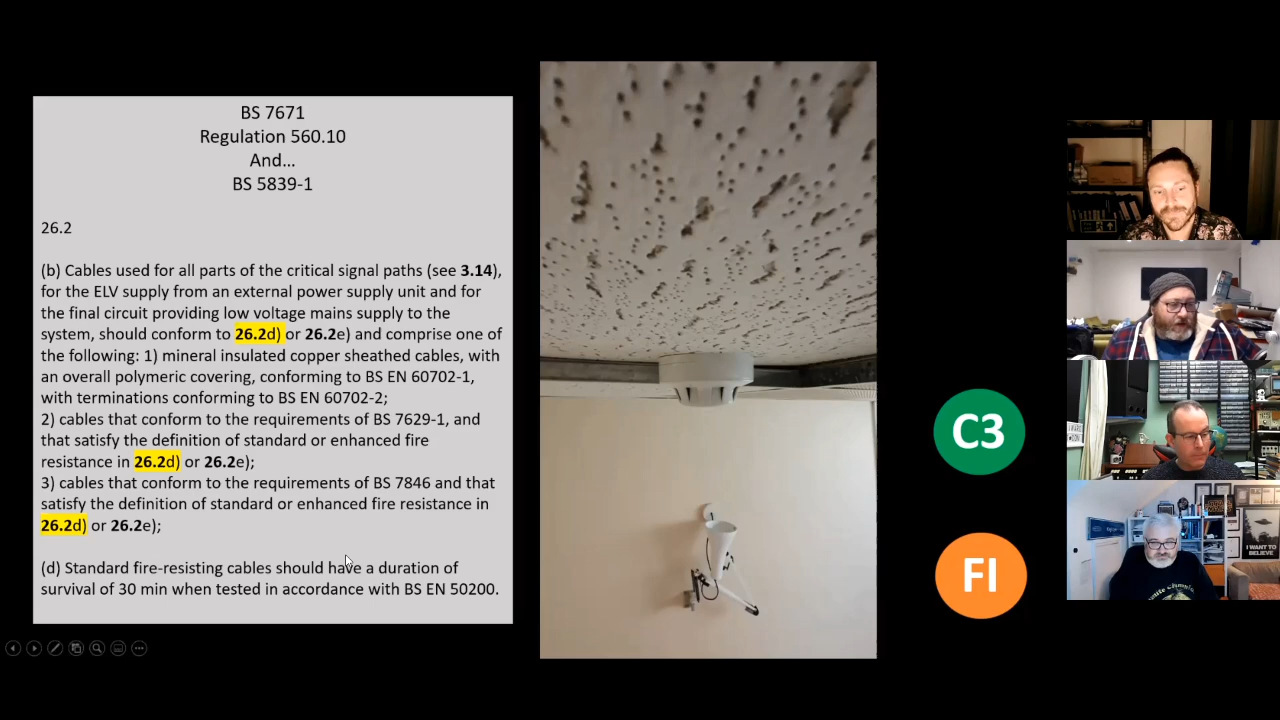 BS 7671
Regulation 560.10
And...
BS 5839-1
26.2
(b) Cables used for all parts of the critical signal paths (see 3.14),
for the ELV supply from an external power supply unit and for
the final circuit providing low voltage mains supply to the
system, should conform to 26.2d) or 26.2e) and comprise one of
the following: 1) mineral insulated copper sheathed cables, with
an overall polymeric covering, conforming to BS EN 60702-1,
with terminations conforming to BS EN 60702-2;
2) cables that conform to the requirements of BS 7629-1, and
that satisfy the definition of standard or enhanced fire
resistance in 26.2d) or 26.2e);
3) cables that conform to the requirements of BS 7846 and that
satisfy the definition of standard or enhanced fire resistance in
26.2d) or 26.2e);
(d) Standard fire-resisting cables should have a duration of
survival of 30 min when tested in accordance with BS EN 50200.
C3
FI
I WANT TO
BELIEVE